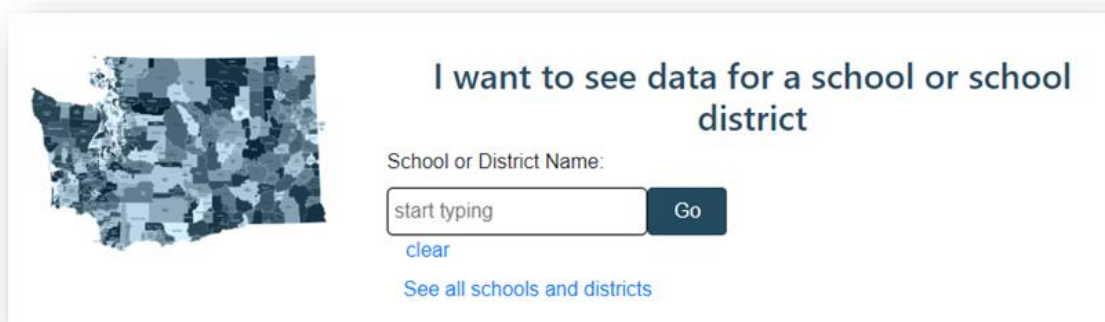 I want to see data for a school or school
district
School or District Name:
start typing
Go
clear
See all schools and districts